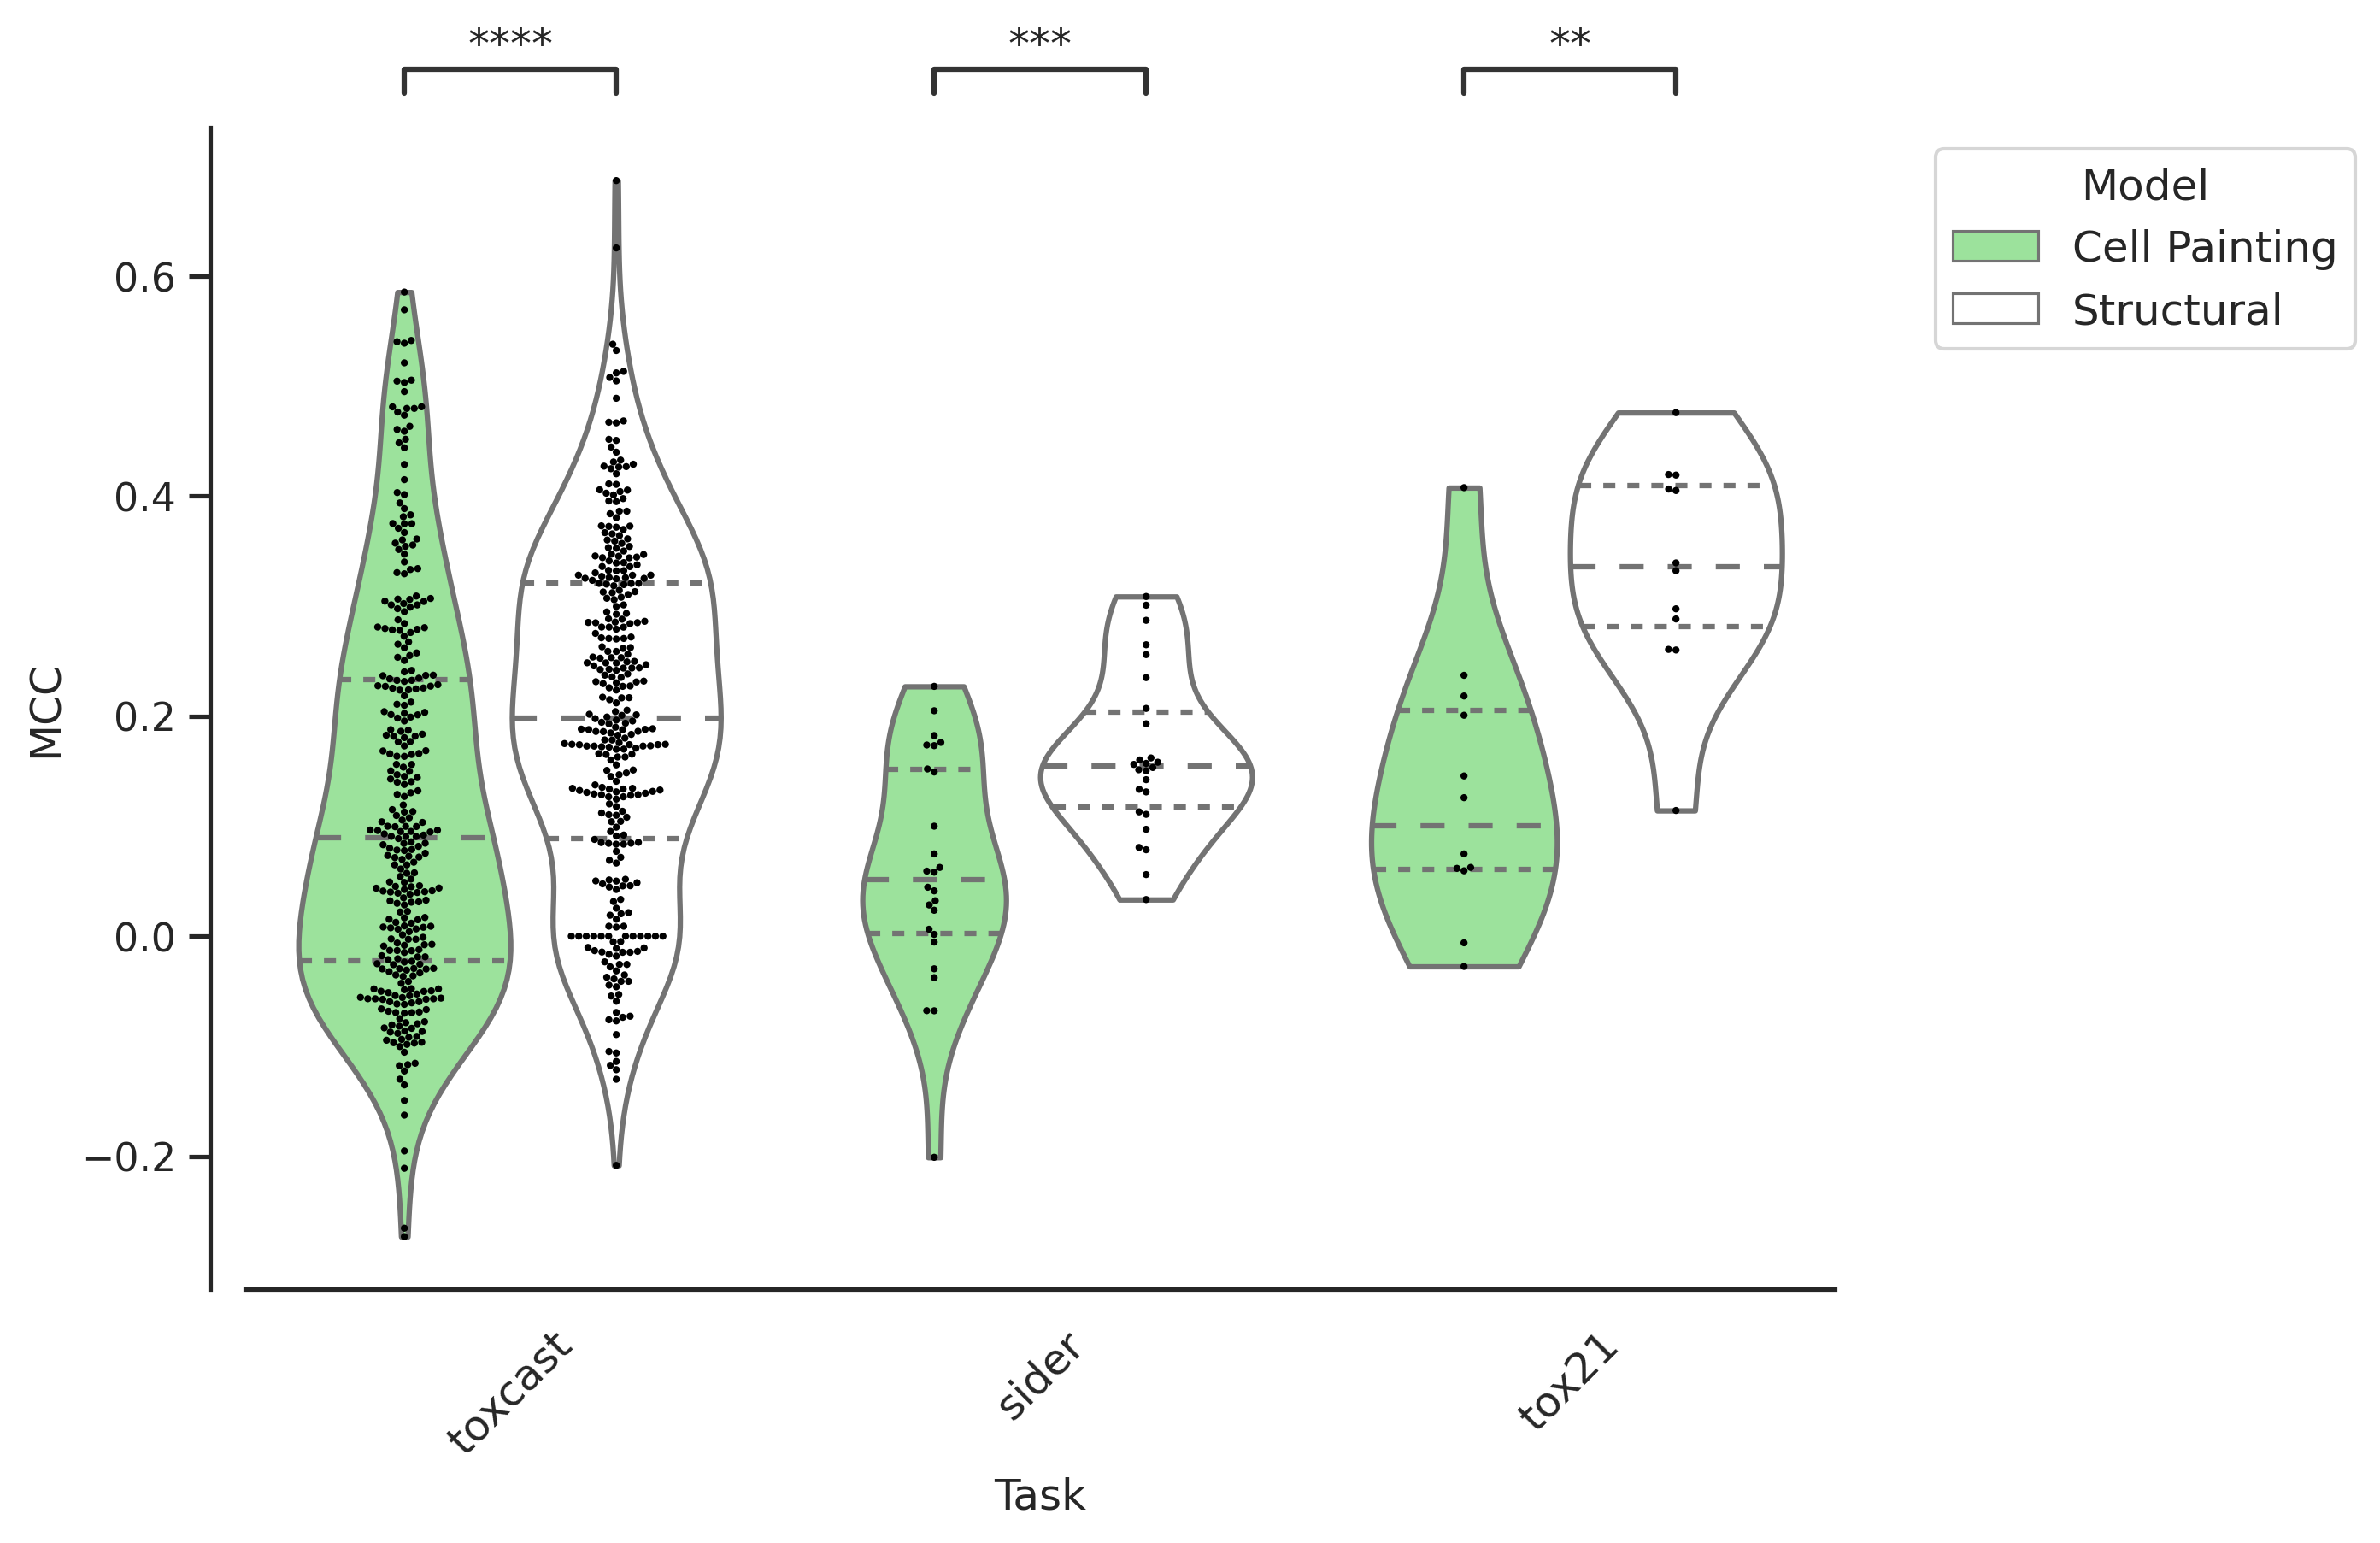 **** *** **
Model
Cell Painting
Structural
MCC
0.6
0.4
0.2
0.0
−0.2
toxcast sider tox21
Task